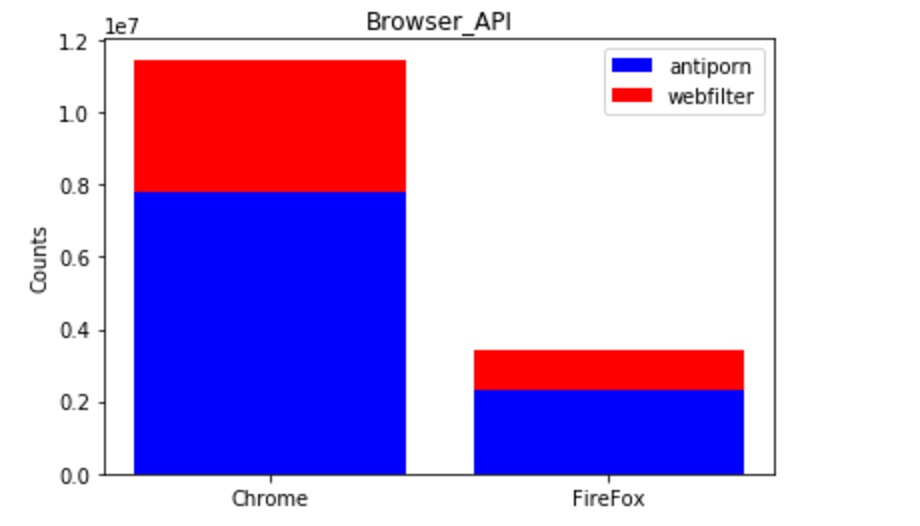 Browser_API
1e7
1.2
1.0
0.8
0.6
0.4
0.2
0.0
Counts
antiporn
webfilter
Chrome
FireFox